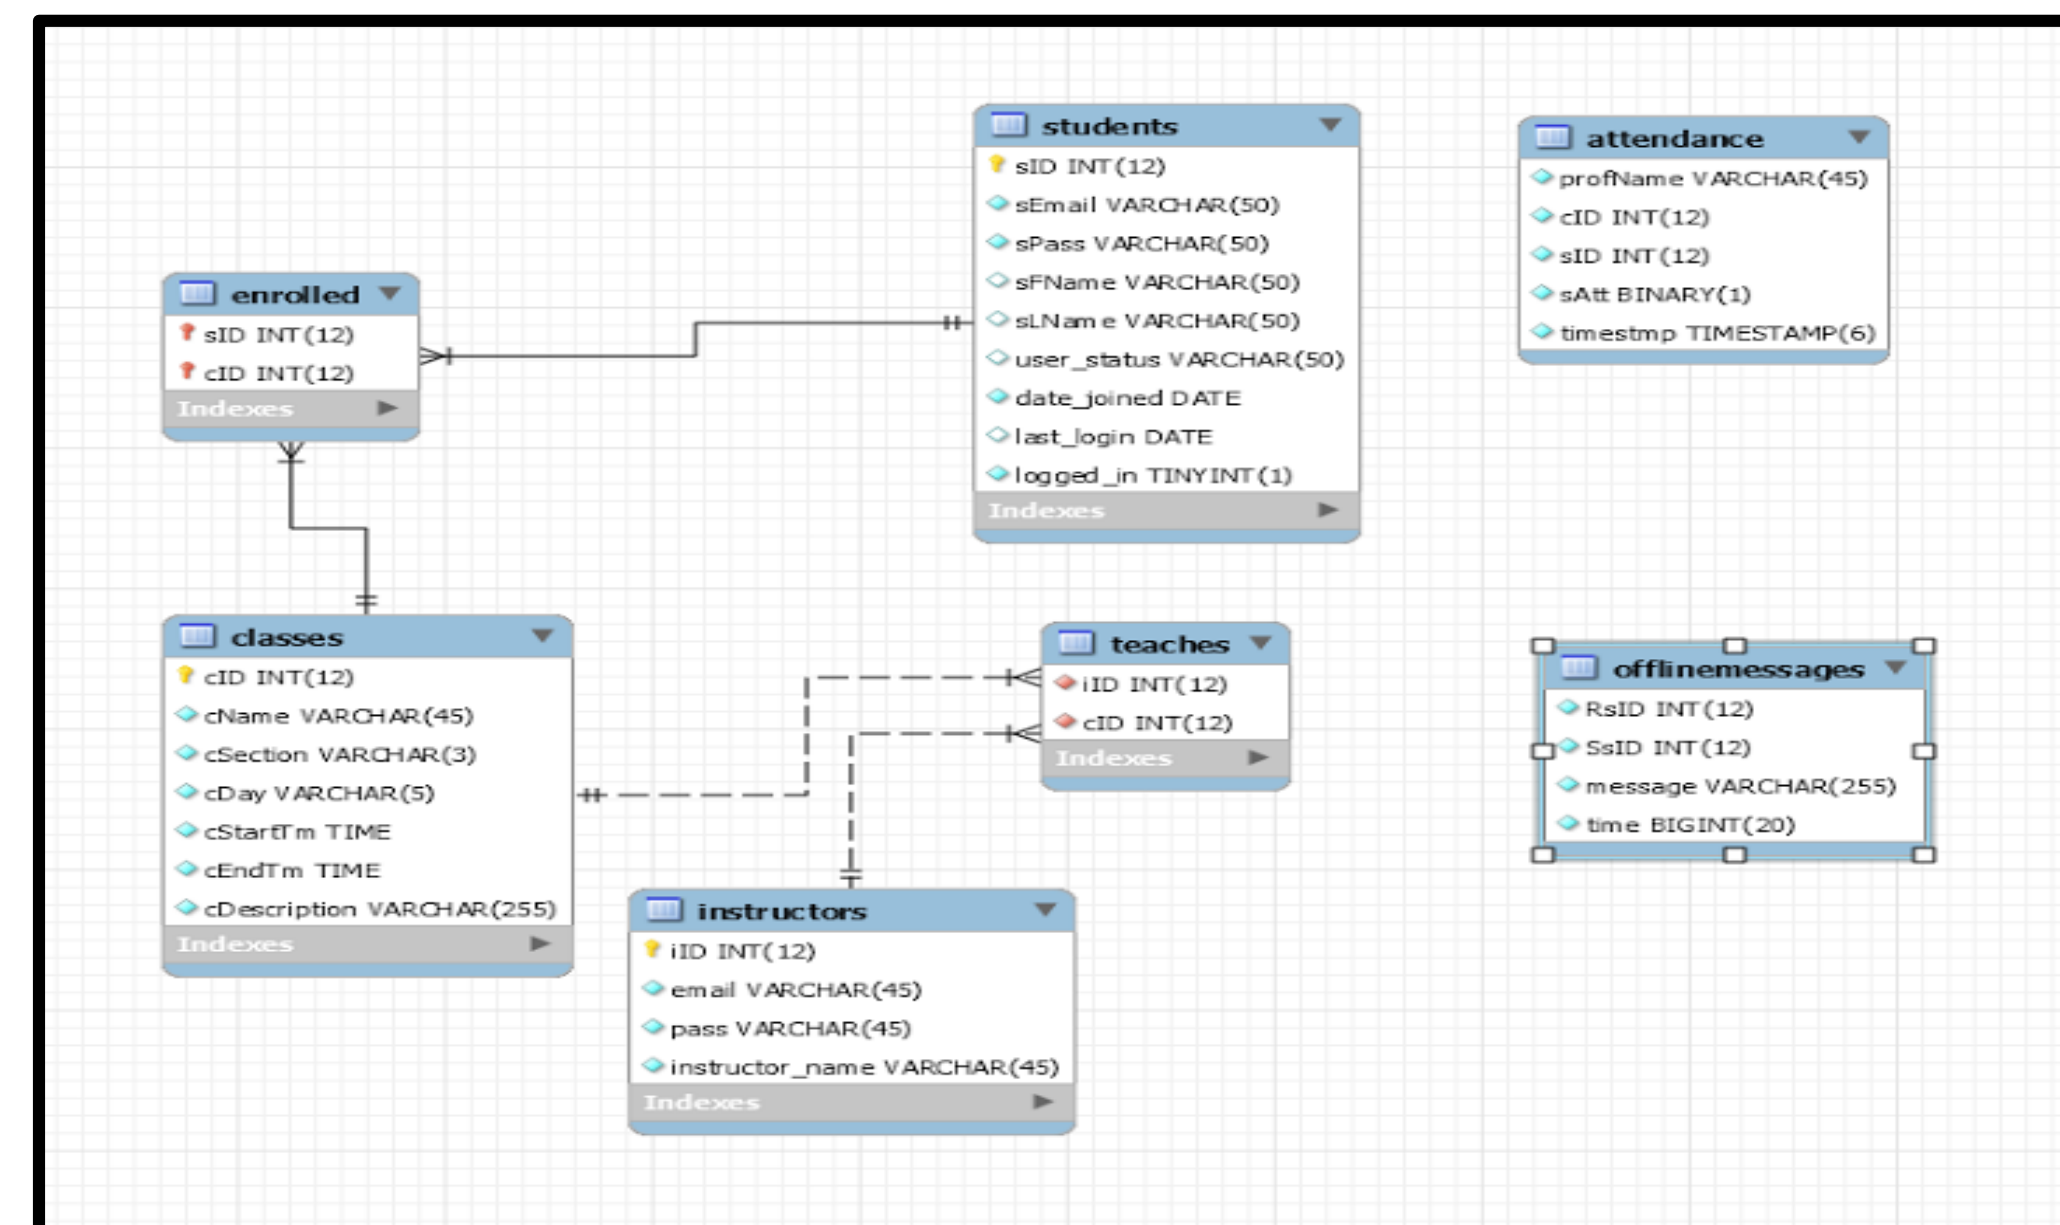 students
sID INT(12)
sEmail VARCHAR(50)
sPass VARCHAR(50)
sFName VARCHAR(50)
sLName VARCHAR(50)
user_status VARCHAR(50)
date_joined DATE
last_login DATE
logged_in TINYINT(1)
Indexes
attendance
profName VARCHAR(45)
cID INT(12)
sID INT(12)
sAtt BINARY(1)
timestmp TIMESTAMP(6)
enrolled
sID INT(12)
cID INT(12)
Indexes
classes
cID INT(12)
cName VARCHAR(45)
cSection VARCHAR(3)
cDay VARCHAR(5)
cStartTm TIME
cEndTm TIME
cDescription VARCHAR(255)
Indexes
teaches
iID INT(12)
cID INT(12)
Indexes
offlinemessages
RsID INT(12)
SsID INT(12)
message VARCHAR(255)
time BIGINT(20)
instructors
iID INT(12)
email VARCHAR(45)
pass VARCHAR(45)
instructor_name VARCHAR(45)
Indexes